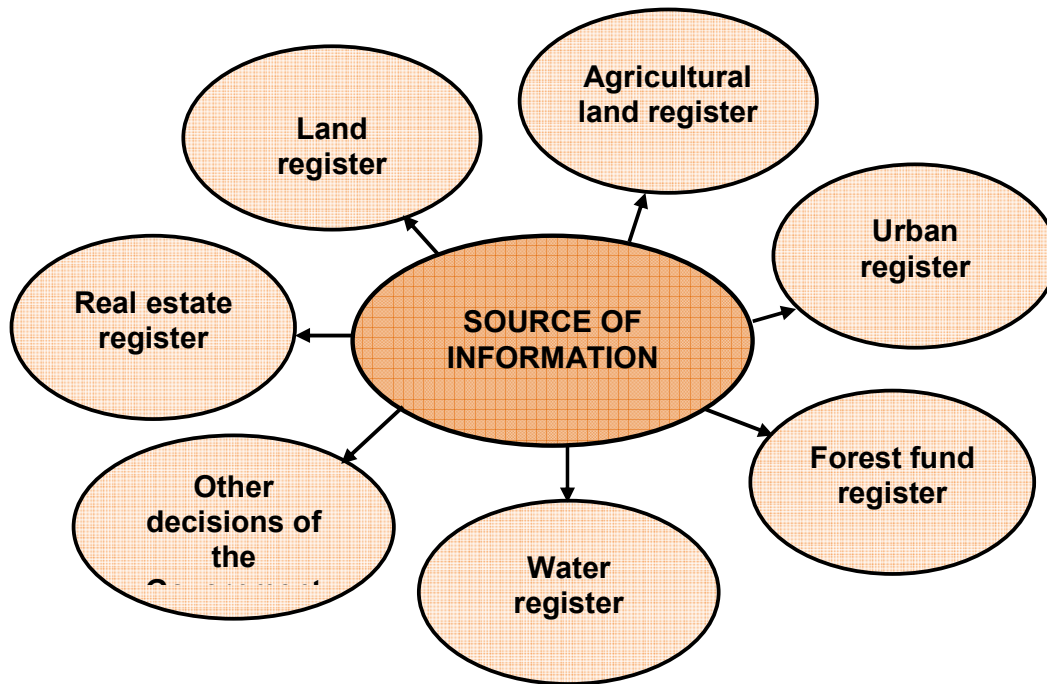 Agricultural
land register
Land
register
Urban
register
Real estate
register
SOURCE OF
INFORMATION
Forest fund
register
Other
decisions of
the
Water
register